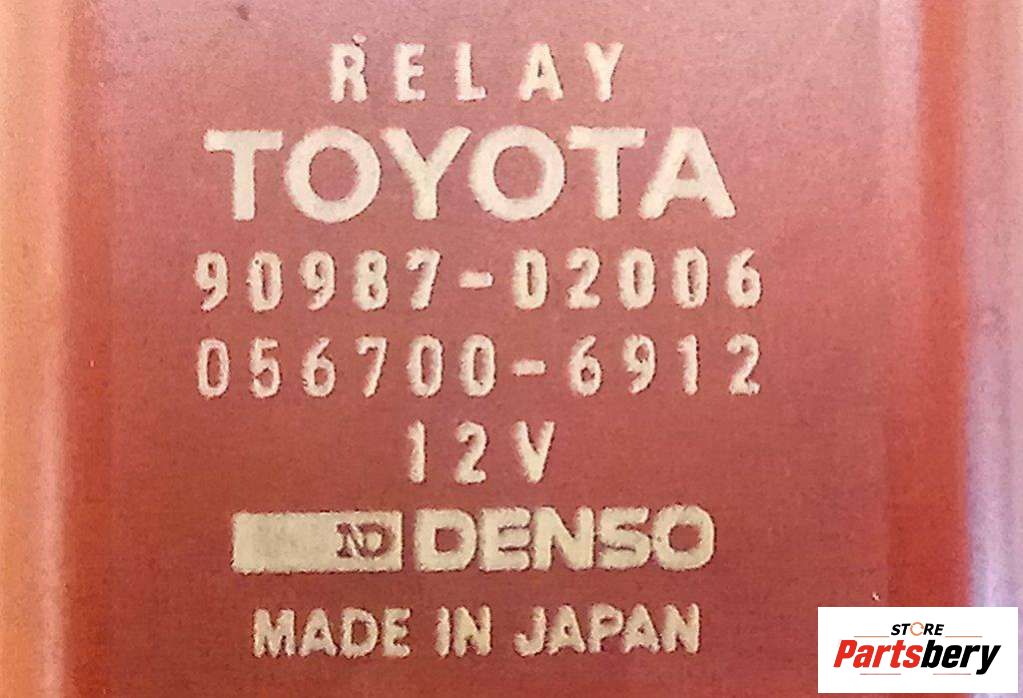 RELAY
TOYOTA
90987-02006
056700-6912
12V
ND DENSO
MADE IN JAPAN
STORE
Partsbery